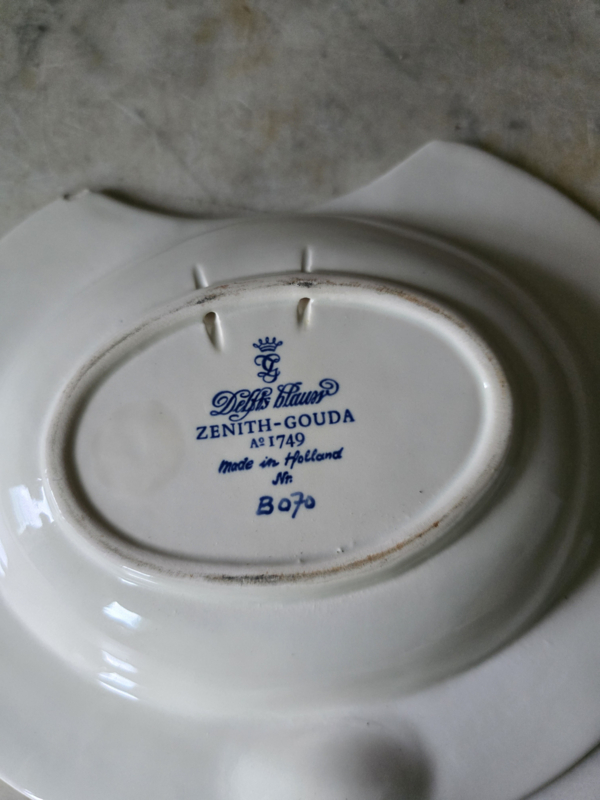 Delfts blauw
ZENITH-GOUDA
Aº 1749
Made in Holland
Nr.
B070